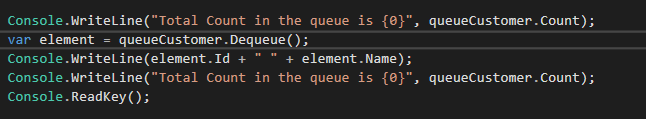 Console.WriteLine("Total Count in the queue is {0}", queueCustomer.Count);
var element = queueCustomer.Dequeue();
Console.WriteLine(element.Id + " " + element.Name);
Console.WriteLine("Total Count in the queue is {0}", queueCustomer.Count);
Console.ReadKey();